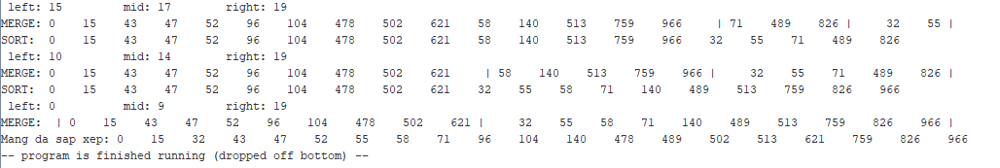 left: 15 mid: 17 right: 19
MERGE: 0 15 43 47 52 96 104 478 502 621 58 140 513 759 966 | 71 489 826 | 32 55 |
SORT: 0 15 43 47 52 96 104 478 502 621 58 140 513 759 966 32 55 71 489 826
left: 10 mid: 14 right: 19
MERGE: 0 15 43 47 52 96 104 478 502 621 | 58 140 513 759 966 | 32 55 71 489 826 |
SORT: 0 15 43 47 52 96 104 478 502 621 32 55 58 71 140 489 513 759 826 966
left: 0 mid: 9 right: 19
MERGE: | 0 15 43 47 52 96 104 478 502 621 | 32 55 58 71 140 489 513 759 826 966 |
Mang da sap xep: 0 15 32 43 47 52 55 58 71 96 104 140 478 489 502 513 621 759 826 966
-- program is finished running (dropped off bottom) --